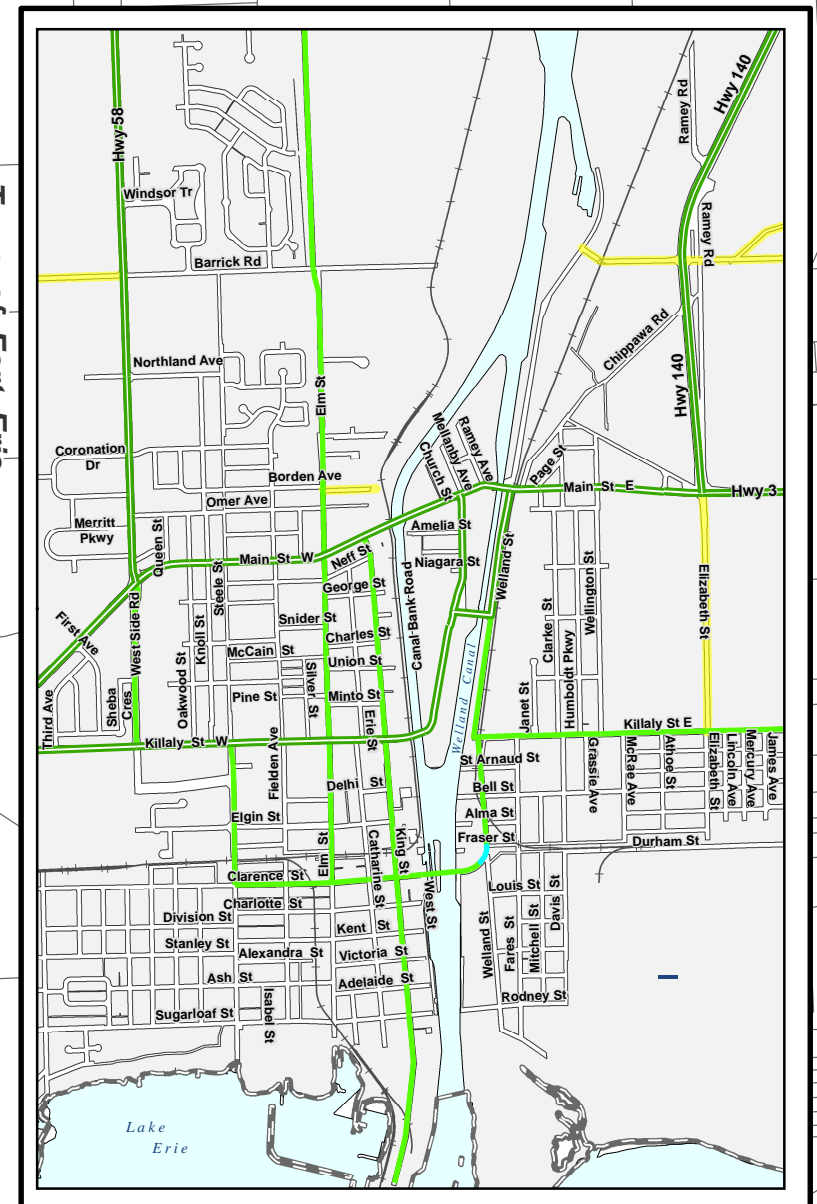 Hwy 58
Ramey Rd
Hwy 140
Windsor Tr
Ramey Rd
Barrick Rd
Chippawa Rd
Northland Ave
Hwy 140
Elm St
Ramey Ave
Mellanby Ave
Church St
Coronation
Dr
Page St
Borden Ave
Main St E
Hwy 3
Omer Ave
Merritt
Pkwy
Queen St
Amelia St
Main St W
Neff St
Niagara St
Welland St
Canal Bank Road
Wellington St
Elizabeth St
Steele St
George St
First Ave
West Side Rd
Knoll St
Snider St
Charles St
Clarke St
Humboldt Pkwy
McCain St
Union St
Oakwood St
Silver St
Welland Canal
Sheba
Cres
Pine St
Minto St
Janet St
Third Ave
Erie St
Killaly St E
Killaly St W
Fielden Ave
St Arnaud St
Grassie Ave
McRae Ave
Athoe St
Elizabeth St
Lincoln Ave
Mercury Ave
James Ave
Delhi St
Bell St
Elgin St
Alma St
Elm St
Catharine St
King St
Fraser St
Durham St
Clarence St
West St
Louis St
Charlotte St
Davis St
Division St
Welland St
Fares St
Mitchell St
Kent St
Stanley St
Alexandra St
Victoria St
Ash St
Adelaide St
Isabel St
Rodney St
Sugarloaf St
Lake
Erie